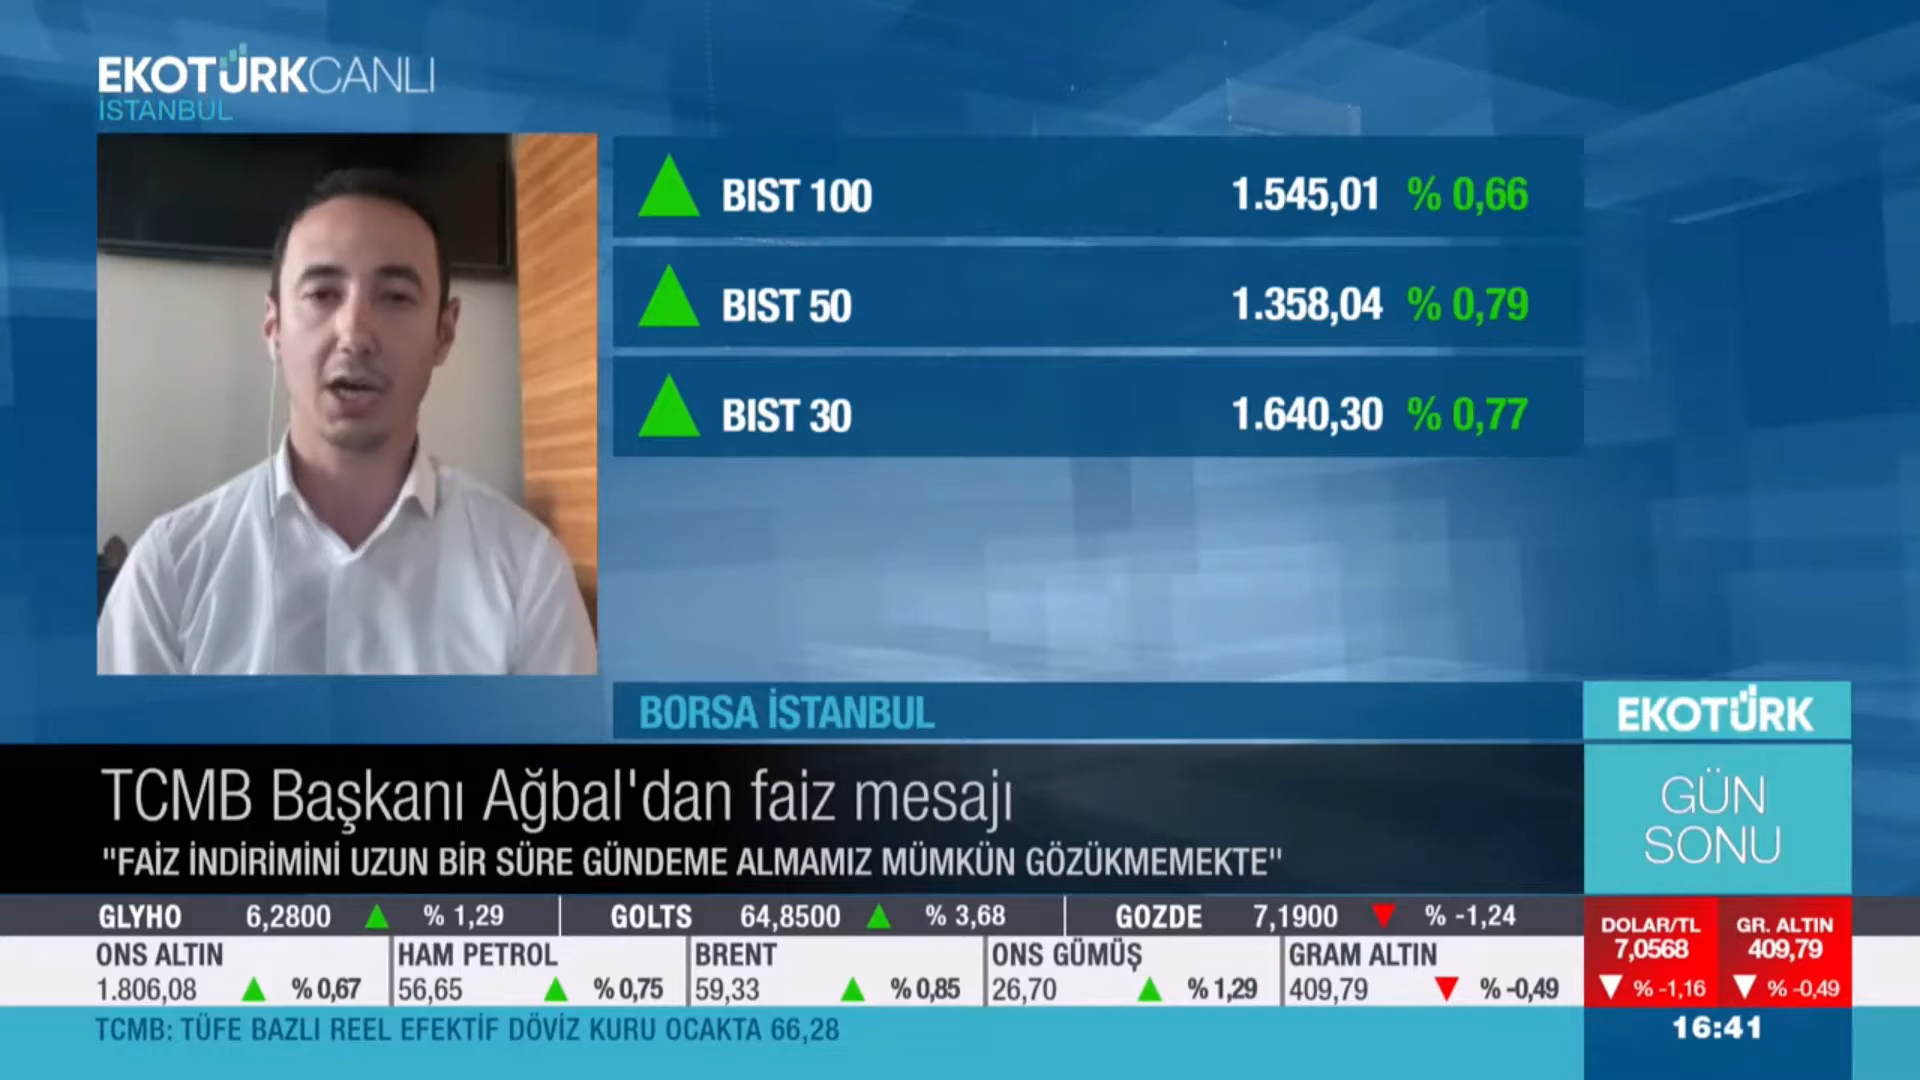 EKOTÜRKCANLI
İSTANBUL
BIST 100 1.545,01 % 0,66
BIST 50 1.358,04 % 0,79
BIST 30 1.640,30 % 0,77
BORSA İSTANBUL
EKOTÜRK
TCMB Başkanı Ağbal'dan faiz mesajı
"FAİZ İNDİRİMİNİ UZUN BİR SÜRE GÜNDEME ALMAMIZ MÜMKÜN GÖZÜKMEMEKTE"
GÜN
SONU
GLYHO 6,2800 % 1,29 GOLTS 64,8500 % 3,68 GOZDE 7,1900 % -1,24
ONS ALTIN HAM PETROL BRENT ONS GÜMÜŞ GRAM ALTIN
1.806,08 % 0,67 56,65 % 0,75 59,33 % 0,85 26,70 % 1,29 409,79 % -0,49
DOLAR/TL GR. ALTIN
7,0568 409,79
% -1,16 % -0,49
TCMB: TÜFE BAZLI REEL EFEKTİF DÖVİZ KURU OCAKTA 66,28
16:41